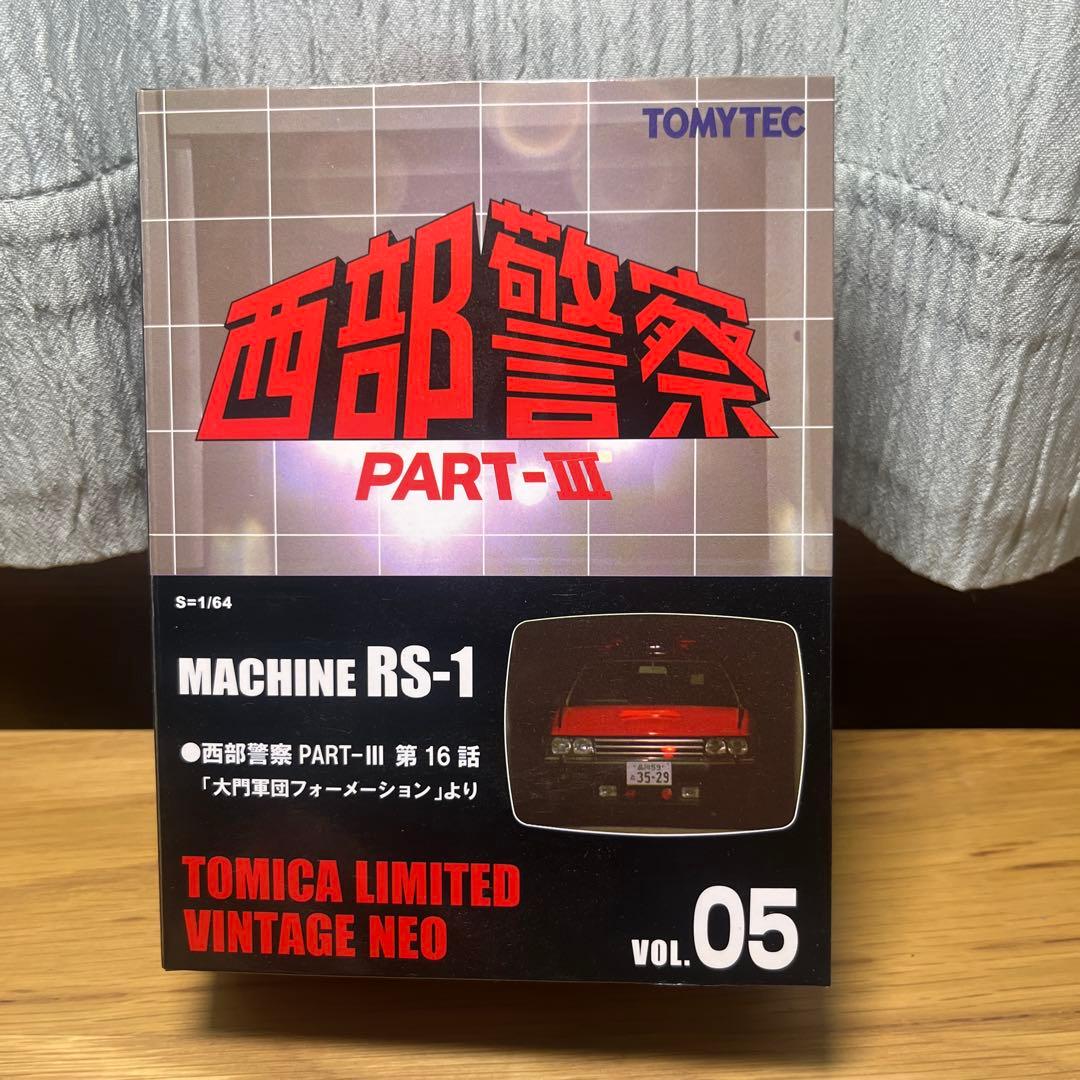 TOMYTEC
西部警察
PART-III
S=1/64
MACHINE RS-1
●西部警察 PART-III 第16話
「大門軍団フォーメーション」より
35-29
TOMICA LIMITED
VINTAGE NEO
VOL.05